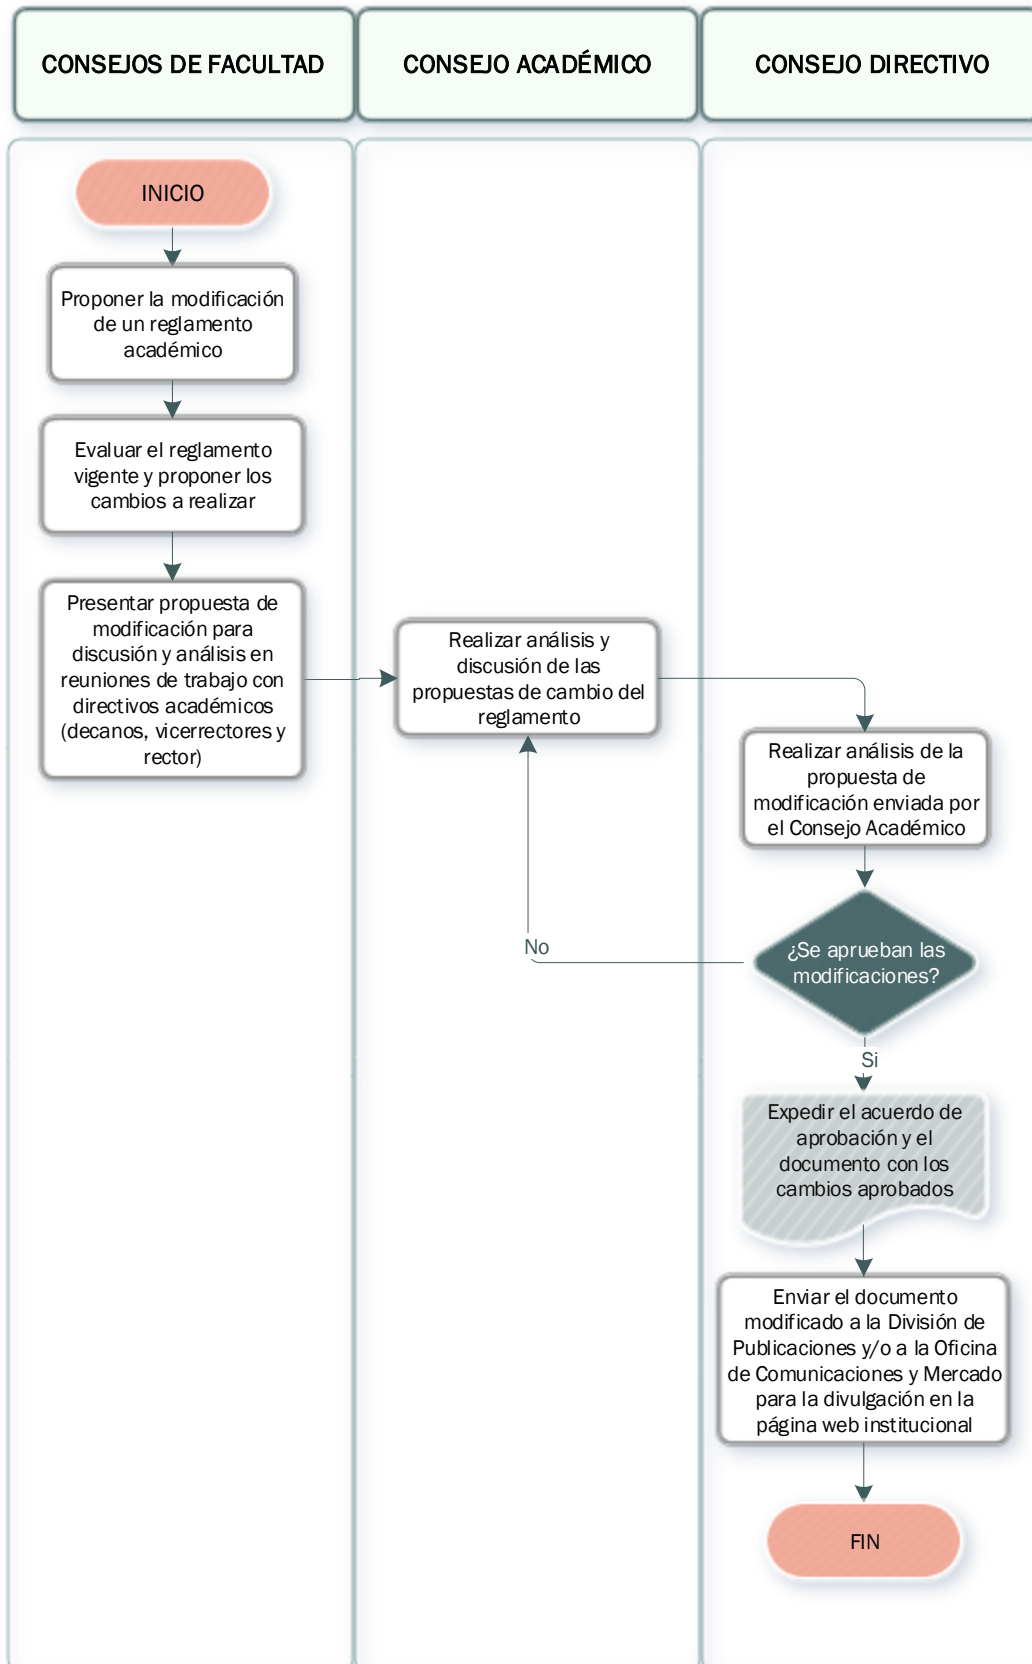 CONSEJOS DE FACULTAD
CONSEJO ACADÉMICO
CONSEJO DIRECTIVO
INICIO
Proponer la modificación
de un reglamento
académico
Evaluar el reglamento
vigente y proponer los
cambios a realizar
Presentar propuesta de
modificación para
discusión y análisis en
reuniones de trabajo con
directivos académicos
(decanos, vicerrectores y
rector)
Realizar análisis y
discusión de las
propuestas de cambio del
reglamento
Realizar análisis de la
propuesta de
modificación enviada por
el Consejo Académico
¿Se aprueban las
modificaciones?
No
Si
Expedir el acuerdo de
aprobación y el
documento con los
cambios aprobados
Enviar el documento
modificado a la División de
Publicaciones y/o a la Oficina
de Comunicaciones y Mercado
para la divulgación en la
página web institucional
FIN